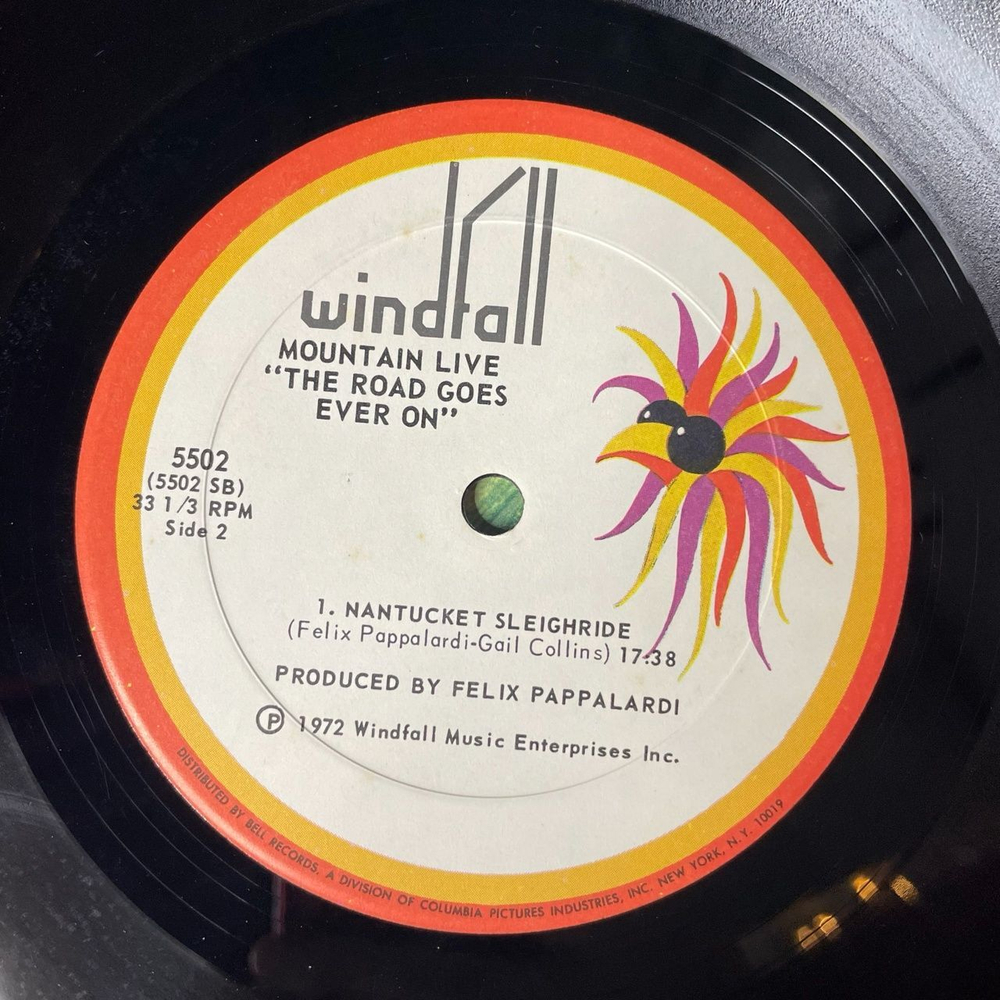 windfall
MOUNTAIN LIVE
“THE ROAD GOES
EVER ON”
5502
(5502 SB)
33 1/3 RPM
Side 2
1. NANTUCKET SLEIGHRIDE
(Felix Pappalardi-Gail Collins) 17:38
PRODUCED BY FELIX PAPPALARDI
Ⓟ 1972 Windfall Music Enterprises Inc.
DISTRIBUTED BY BELL RECORDS, A DIVISION OF COLUMBIA PICTURES INDUSTRIES, INC. NEW YORK, N. Y. 10019